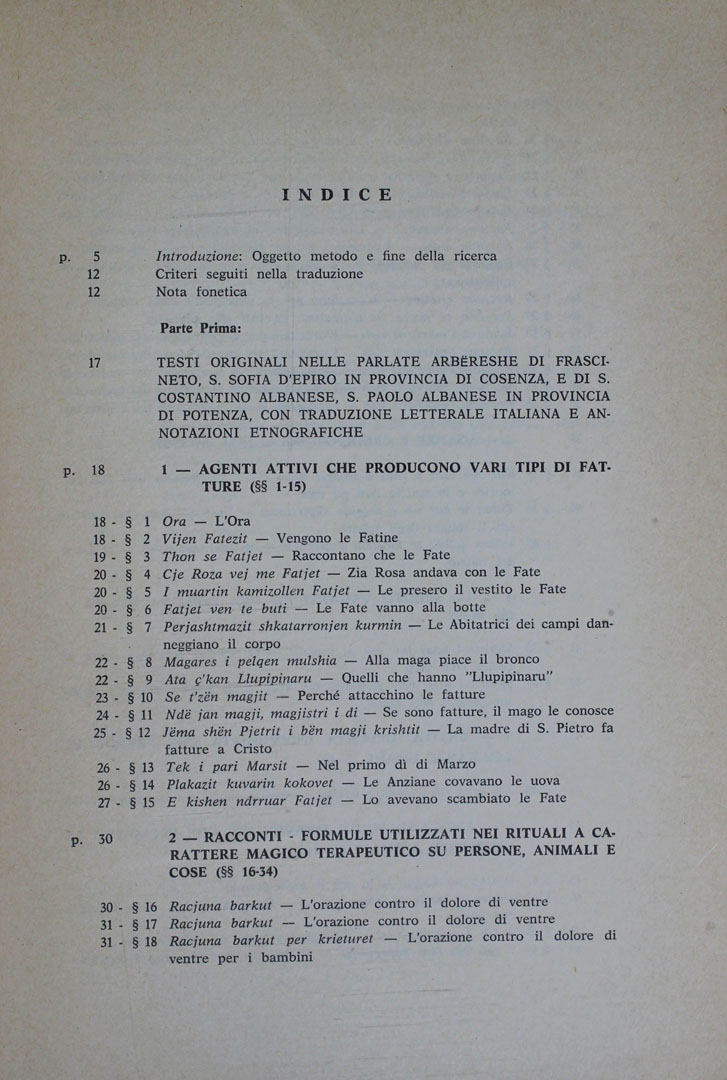 INDICE
p. 5 Introduzione: Oggetto metodo e fine della ricerca
12 Criteri seguiti nella traduzione
12 Nota fonetica
Parte Prima:
17 TESTI ORIGINALI NELLE PARLATE ARBËRESHE DI FRASCI-
NETO, S. SOFIA D'EPIRO IN PROVINCIA DI COSENZA, E DI S.
COSTANTINO ALBANESE, S. PAOLO ALBANESE IN PROVINCIA
DI POTENZA, CON TRADUZIONE LETTERALE ITALIANA E AN-
NOTAZIONI ETNOGRAFICHE
p. 18 1 — AGENTI ATTIVI CHE PRODUCONO VARI TIPI DI FAT-
TURE (§§ 1-15)
18 - § 1 Ora — L'Ora
18 - § 2 Vijen Fatezit — Vengono le Fatine
19 - § 3 Thon se Fatjet — Raccontano che le Fate
20 - § 4 Cje Roza vej me Fatjet — Zia Rosa andava con le Fate
20 - § 5 I muartin kamizollen Fatjet — Le presero il vestito le Fate
20 - § 6 Fatjet ven te buti — Le Fate vanno alla botte
21 - § 7 Perjashtmazit shkatarronjen kurmin — Le Abitatrici dei campi dan-
neggiano il corpo
22 - § 8 Magares i pelqen mulshia — Alla maga piace il bronco
22 - § 9 Ata ç'kan Llupipinaru — Quelli che hanno "Llupipinaru"
23 - § 10 Se t'zën magjit — Perché attacchino le fatture
24 - § 11 Ndë jan magji, magjistri i di — Se sono fatture, il mago le conosce
25 - § 12 Jëma shën Pjetrit i bën magji krishtit — La madre di S. Pietro fa
fatture a Cristo
26 - § 13 Tek i pari Marsit — Nel primo dì di Marzo
26 - § 14 Plakazit kuvarin kokovet — Le Anziane covavano le uova
27 - § 15 E kishen ndrruar Fatjet — Lo avevano scambiato le Fate
p. 30 2 — RACCONTI - FORMULE UTILIZZATI NEI RITUALI A CA-
RATTERE MAGICO TERAPEUTICO SU PERSONE, ANIMALI E
COSE (§§ 16-34)
30 - § 16 Racjuna barkut — L'orazione contro il dolore di ventre
31 - § 17 Racjuna barkut — L'orazione contro il dolore di ventre
31 - § 18 Racjuna barkut per krieturet — L'orazione contro il dolore di
ventre per i bambini